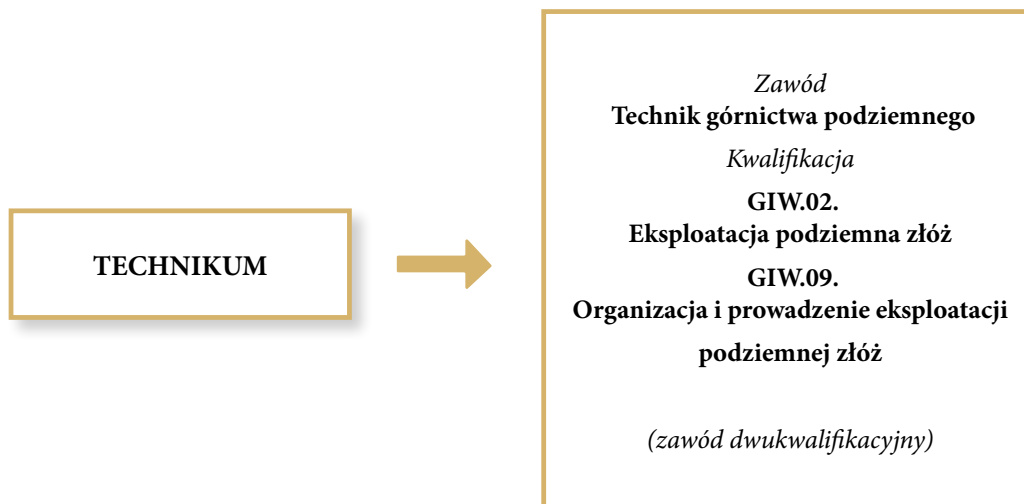 TECHNIKUM
Zawód
Technik górnictwa podziemnego
Kwalifikacja
GIW.02.
Eksploatacja podziemna złóż
GIW.09.
Organizacja i prowadzenie eksploatacji
podziemnej złóż
(zawód dwukwalifikacyjny)